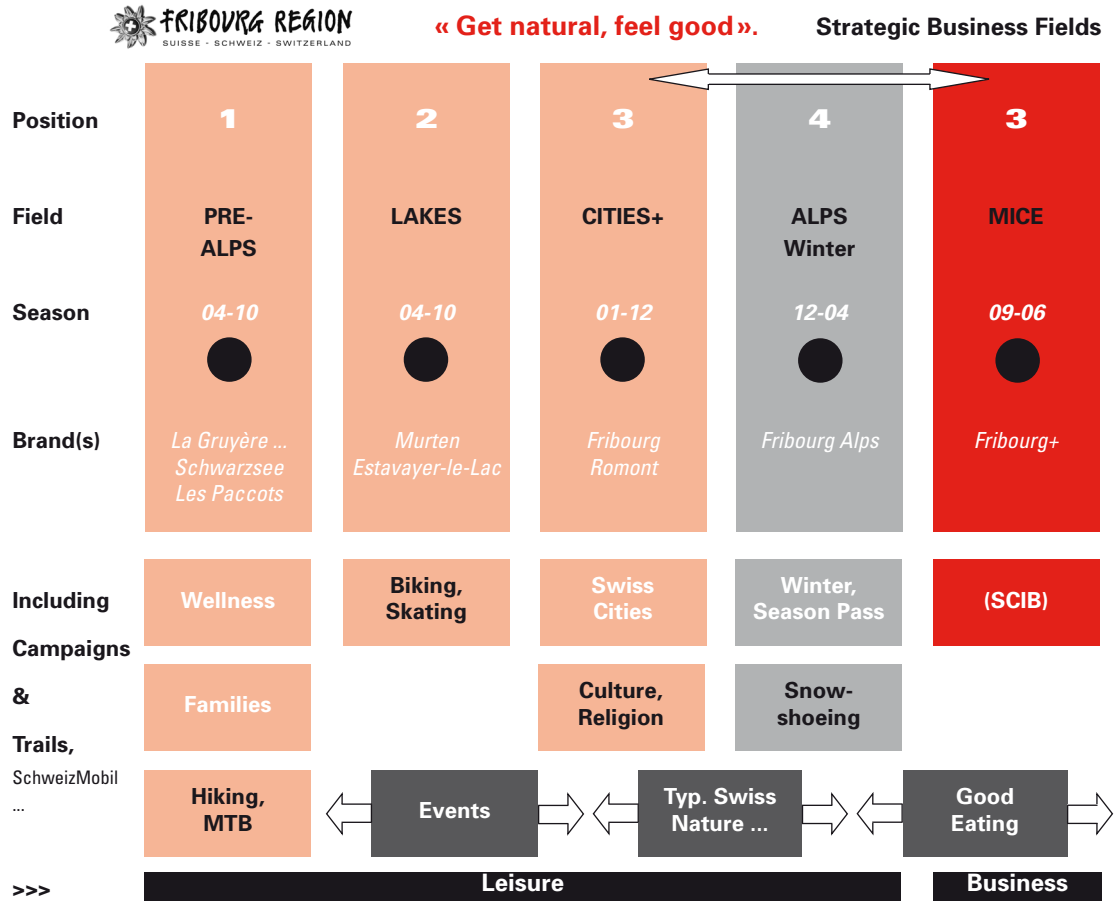 FRIBOURG REGION
SUISSE - SCHWEIZ - SWITZERLAND
« Get natural, feel good ».
Strategic Business Fields
Position
1
2
3
4
3
Field
PRE-
ALPS
LAKES
CITIES+
ALPS
Winter
MICE
Season
04-10
04-10
01-12
12-04
09-06
Brand(s)
La Gruyère ...
Schwarzsee
Les Paccots
Murten
Estavayer-le-Lac
Fribourg
Romont
Fribourg Alps
Fribourg+
Including
Campaigns
&
Trails,
SchweizMobil
...
Wellness
Biking,
Skating
Swiss
Cities
Winter,
Season Pass
(SCIB)
Families
Culture,
Religion
Snow-
shoeing
Hiking,
MTB
Events
Typ. Swiss
Nature ...
Good
Eating
>>>
Leisure
Business